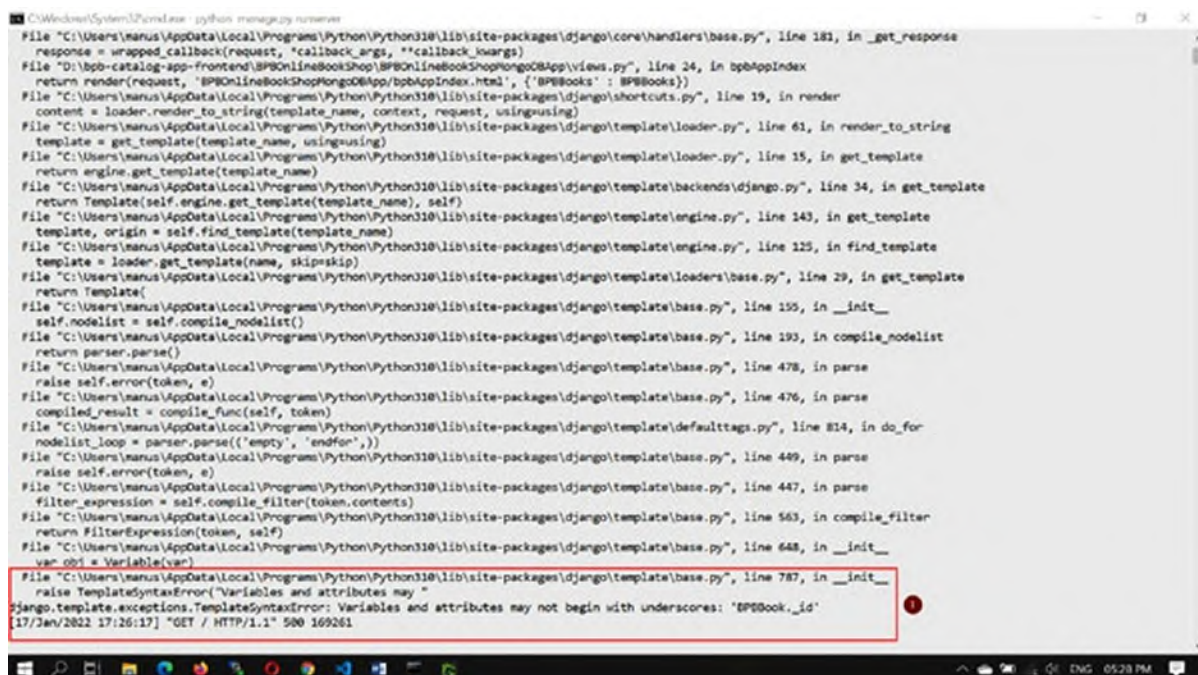 C:\Windows\System32\cmd.exe - python manage.py runserver
File "C:\Users\manus\AppData\Local\Programs\Python\Python310\lib\site-packages\django\core\handlers\base.py", line 181, in _get_response
response = wrapped_callback(request, *callback_args, **callback_kwargs)
File "D:\bpb-catalog-app-frontend\BPBOnlineBookShop\BPBOnlineBookShopMongoDBApp\views.py", line 24, in bpbAppIndex
return render(request, 'BPBOnlineBookShopMongoDBApp/bpbAppIndex.html', {'BPBBooks' : BPBBooks})
File "C:\Users\manus\AppData\Local\Programs\Python\Python310\lib\site-packages\django\shortcuts.py", line 19, in render
content = loader.render_to_string(template_name, context, request, using=using)
File "C:\Users\manus\AppData\Local\Programs\Python\Python310\lib\site-packages\django\template\loader.py", line 61, in render_to_string
template = get_template(template_name, using=using)
File "C:\Users\manus\AppData\Local\Programs\Python\Python310\lib\site-packages\django\template\loader.py", line 15, in get_template
return engine.get_template(template_name)
File "C:\Users\manus\AppData\Local\Programs\Python\Python310\lib\site-packages\django\template\backends\django.py", line 34, in get_template
return Template(self.engine.get_template(template_name), self)
File "C:\Users\manus\AppData\Local\Programs\Python\Python310\lib\site-packages\django\template\engine.py", line 143, in get_template
template, origin = self.find_template(template_name)
File "C:\Users\manus\AppData\Local\Programs\Python\Python310\lib\site-packages\django\template\engine.py", line 125, in find_template
template = loader.get_template(name, skip=skip)
File "C:\Users\manus\AppData\Local\Programs\Python\Python310\lib\site-packages\django\template\loaders\base.py", line 29, in get_template
return Template(
File "C:\Users\manus\AppData\Local\Programs\Python\Python310\lib\site-packages\django\template\base.py", line 155, in __init__
self.nodelist = self.compile_nodelist()
File "C:\Users\manus\AppData\Local\Programs\Python\Python310\lib\site-packages\django\template\base.py", line 193, in compile_nodelist
return parser.parse()
File "C:\Users\manus\AppData\Local\Programs\Python\Python310\lib\site-packages\django\template\base.py", line 478, in parse
raise self.error(token, e)
File "C:\Users\manus\AppData\Local\Programs\Python\Python310\lib\site-packages\django\template\base.py", line 476, in parse
compiled_result = compile_func(self, token)
File "C:\Users\manus\AppData\Local\Programs\Python\Python310\lib\site-packages\django\template\defaulttags.py", line 814, in do_for
nodelist_loop = parser.parse(('empty', 'endfor',))
File "C:\Users\manus\AppData\Local\Programs\Python\Python310\lib\site-packages\django\template\base.py", line 449, in parse
raise self.error(token, e)
File "C:\Users\manus\AppData\Local\Programs\Python\Python310\lib\site-packages\django\template\base.py", line 447, in parse
filter_expression = self.compile_filter(token.contents)
File "C:\Users\manus\AppData\Local\Programs\Python\Python310\lib\site-packages\django\template\base.py", line 563, in compile_filter
return FilterExpression(token, self)
File "C:\Users\manus\AppData\Local\Programs\Python\Python310\lib\site-packages\django\template\base.py", line 648, in __init__
var_obj = Variable(var)
File "C:\Users\manus\AppData\Local\Programs\Python\Python310\lib\site-packages\django\template\base.py", line 787, in __init__
raise TemplateSyntaxError("Variables and attributes may "
django.template.exceptions.TemplateSyntaxError: Variables and attributes may not begin with underscores: 'BPBBook._id'
[17/Jan/2022 17:26:17] "GET / HTTP/1.1" 500 169261
1
ENG 05:28 PM